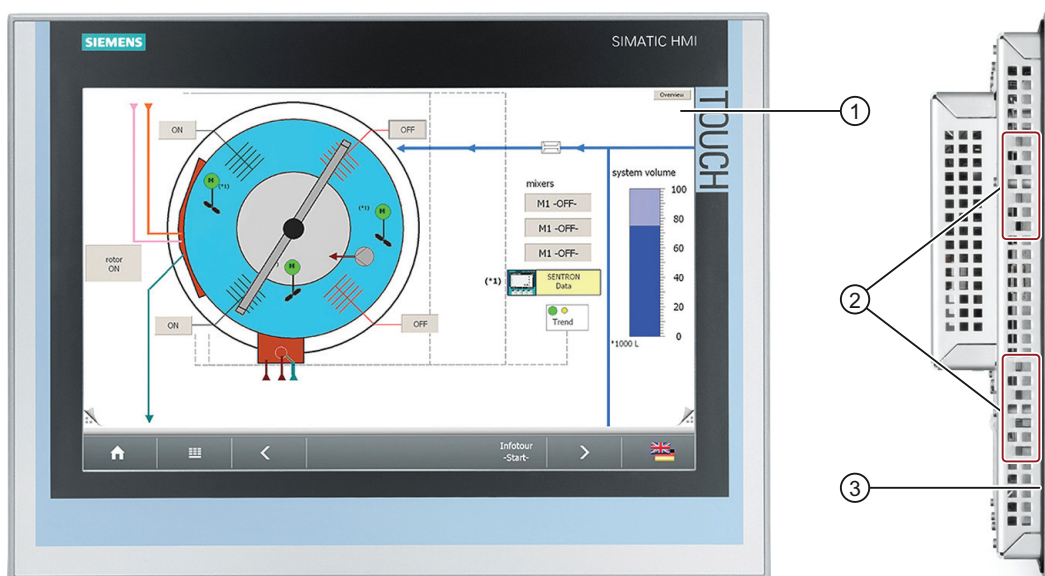 SIEMENS
SIMATIC HMI
TOUCH
Overview
ON
OFF
H
(*1)
(*1)
H
H
rotor
ON
ON
OFF
mixers
M1 -OFF-
M1 -OFF-
M1 -OFF-
(*1)
SENTRON
Data
Trend
system volume
100
80
60
40
20
0
*1000 L
Infotour
-Start-
1
2
3